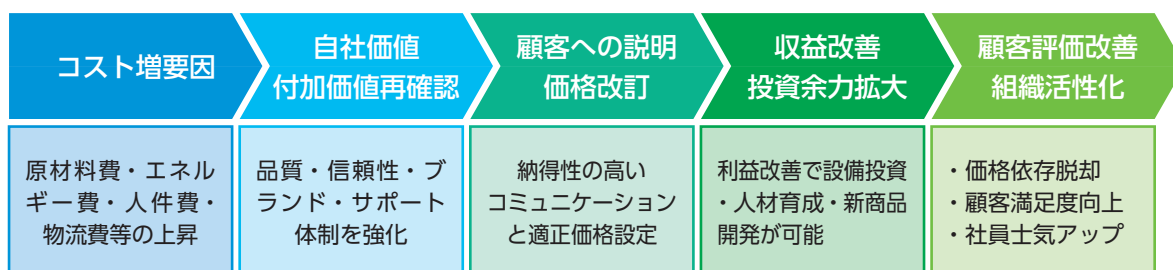 コスト増要因
自社価値
付加価値再確認
顧客への説明
価格改訂
収益改善
投資余力拡大
顧客評価改善
組織活性化
原材料費・エネル
ギー費・人件費・
物流費等の上昇
品質・信頼性・ブ
ランド・サポート
体制を強化
納得性の高い
コミュニケーション
と適正価格設定
利益改善で設備投資
・人材育成・新商品
開発が可能
・価格依存脱却
・顧客満足度向上
・社員士気アップ